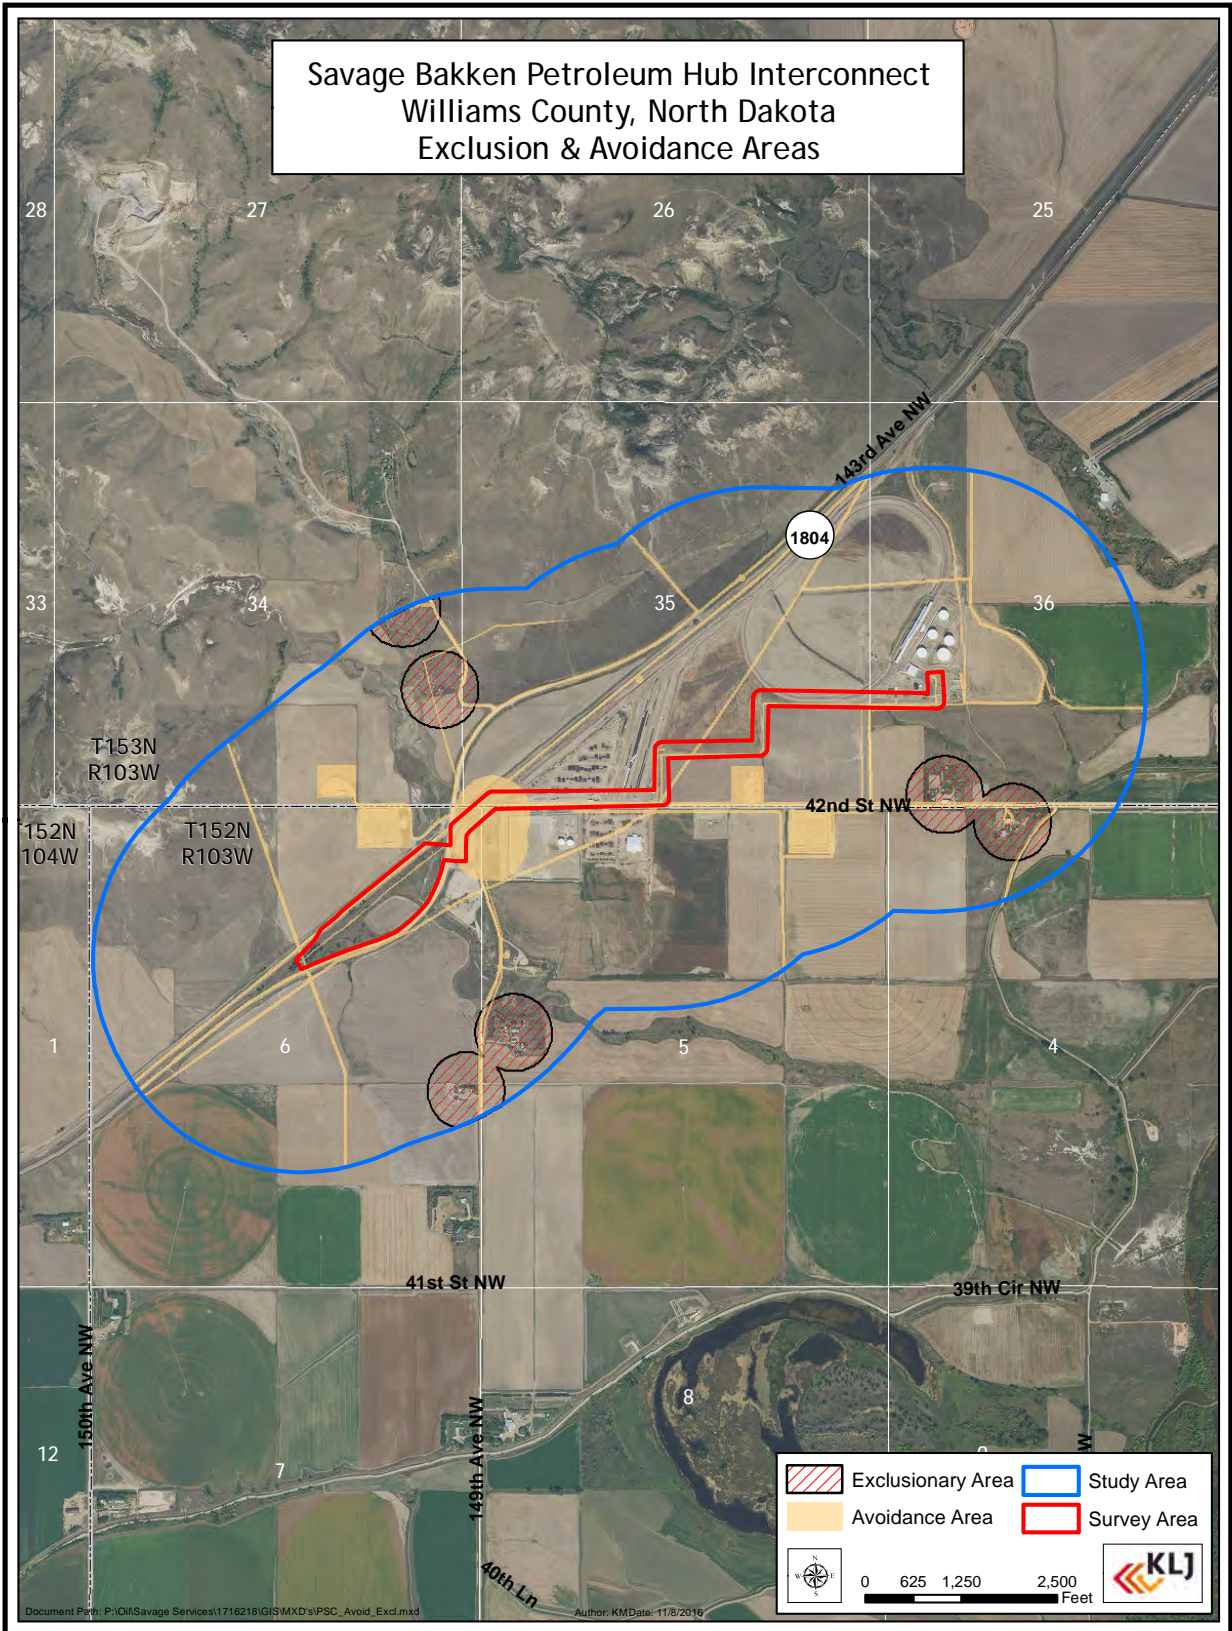 Savage Bakken Petroleum Hub Interconnect
Williams County, North Dakota
Exclusion & Avoidance Areas
28
27
26
25
143rd Ave NW
1804
33
34
35
36
T153N
R103W
42nd St NW
152N
104W
T152N
R103W
1
6
5
4
41st St NW
39th Cir NW
150th Ave NW
149th Ave NW
8
12
7
W
40th Ln
Exclusionary Area
Study Area
Avoidance Area
Survey Area
N
W E
S
0 625 1,250 2,500
Feet
KLJ
Document Path: P:\Oil\Savage Services\1716218\GIS\MXD's\PSC_Avoid_Excl.mxd
Author: KMDate: 11/8/2016